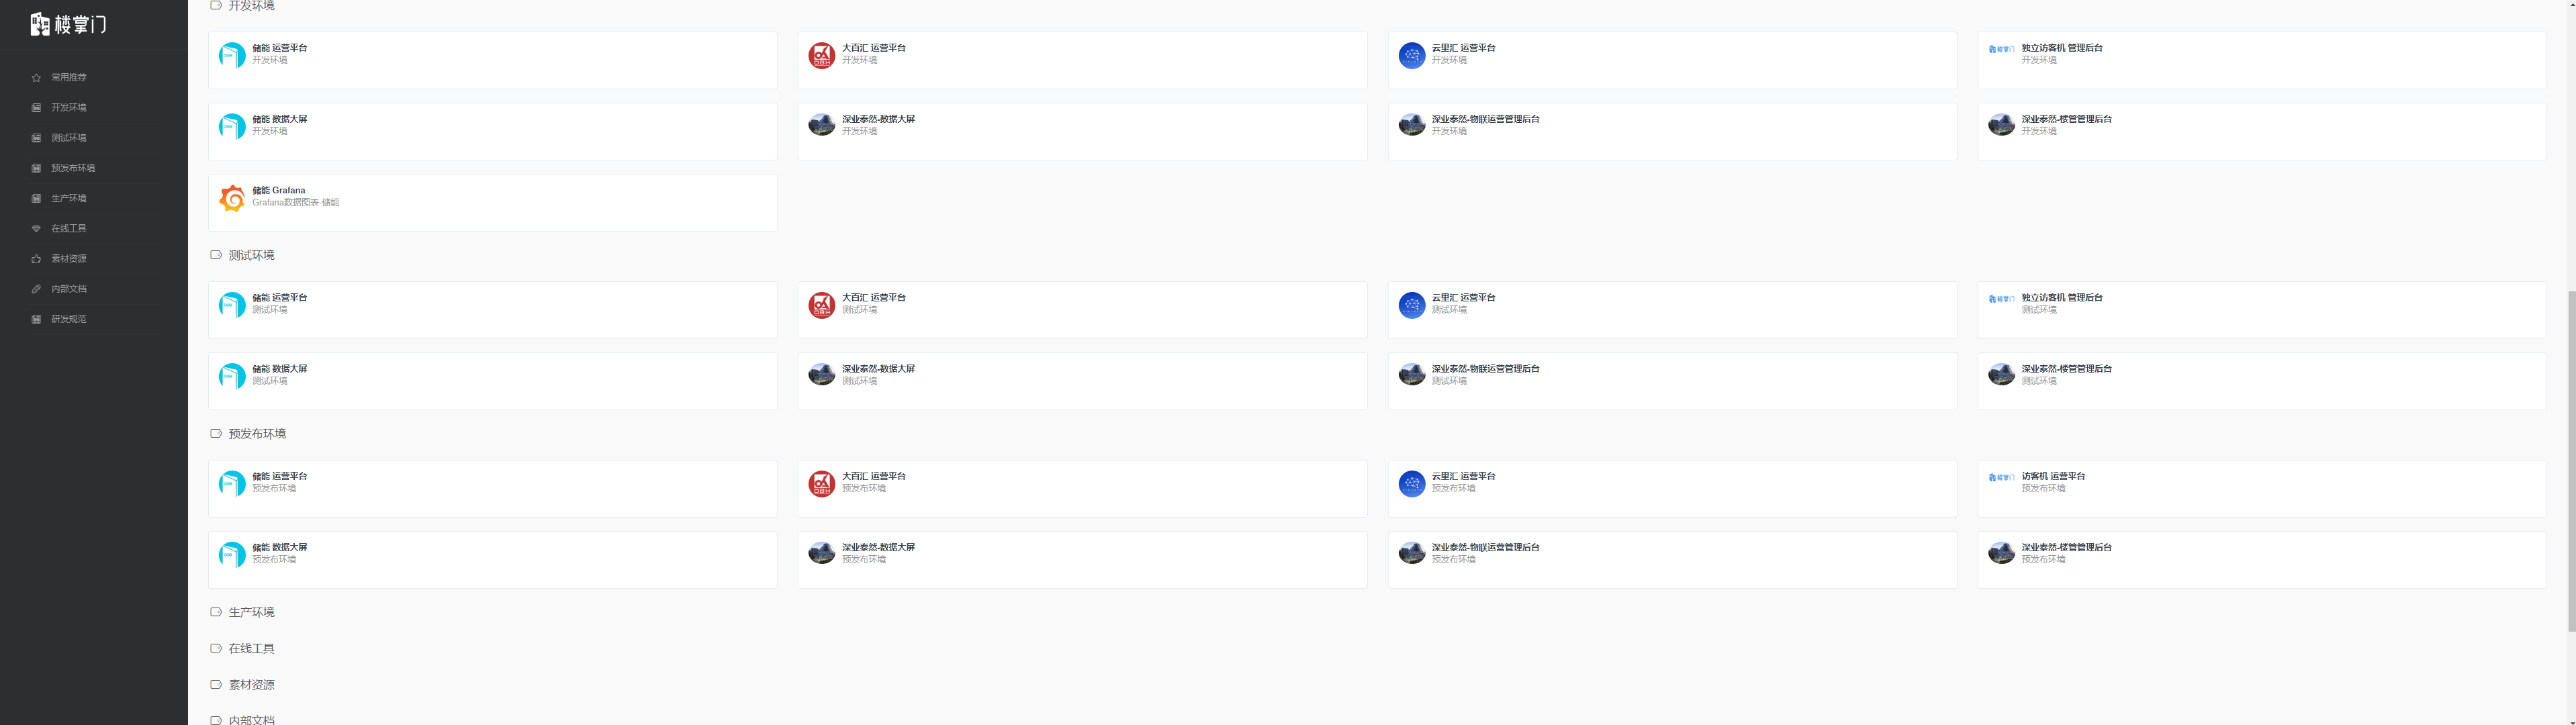 楼掌门
常用推荐
开发环境
测试环境
预发布环境
生产环境
在线工具
素材资源
内部文档
研发规范
开发环境
储能 运营平台
开发环境
大百汇 运营平台
开发环境
云里汇 运营平台
开发环境
楼掌门
独立访客机 管理后台
开发环境
储能 数据大屏
开发环境
深业泰然-数据大屏
开发环境
深业泰然-物联运营管理后台
开发环境
深业泰然-楼管管理后台
开发环境
储能 Grafana
Grafana数据图表-储能
测试环境
储能 运营平台
测试环境
大百汇 运营平台
测试环境
云里汇 运营平台
测试环境
楼掌门
独立访客机 管理后台
测试环境
储能 数据大屏
测试环境
深业泰然-数据大屏
测试环境
深业泰然-物联运营管理后台
测试环境
深业泰然-楼管管理后台
测试环境
预发布环境
储能 运营平台
预发布环境
大百汇 运营平台
预发布环境
云里汇 运营平台
预发布环境
楼掌门
访客机 运营平台
预发布环境
储能 数据大屏
预发布环境
深业泰然-数据大屏
预发布环境
深业泰然-物联运营管理后台
预发布环境
深业泰然-楼管管理后台
预发布环境
生产环境
在线工具
素材资源
内部文档